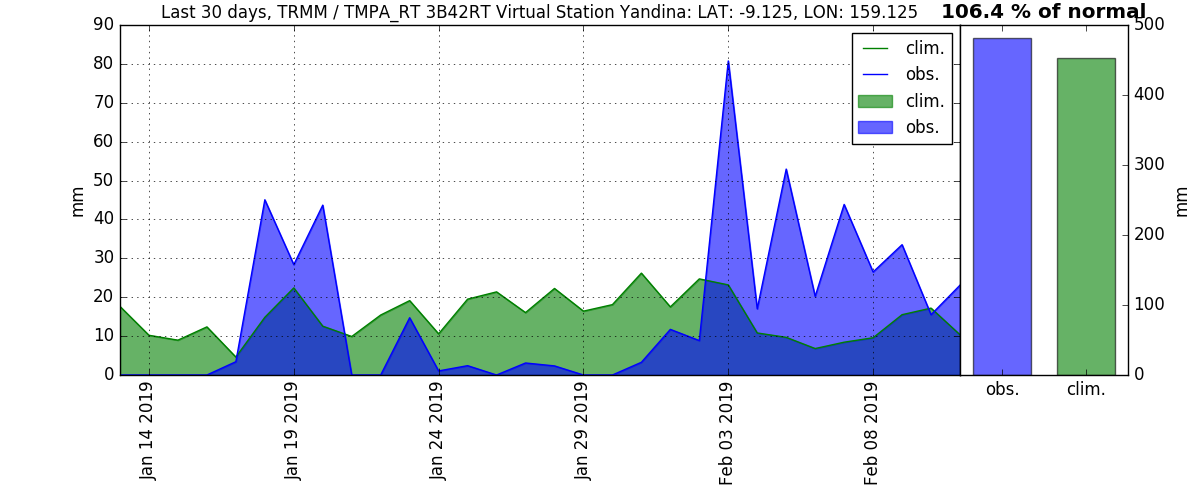 Last 30 days, TRMM / TMPA_RT 3B42RT Virtual Station Yandina: LAT: -9.125, LON: 159.125
106.4 % of normal
90
80
70
60
50
40
30
20
10
0
mm
clim.
obs.
clim.
obs.
Jan 14 2019
Jan 19 2019
Jan 24 2019
Jan 29 2019
Feb 03 2019
Feb 08 2019
500
400
300
200
100
0
mm
obs.
clim.